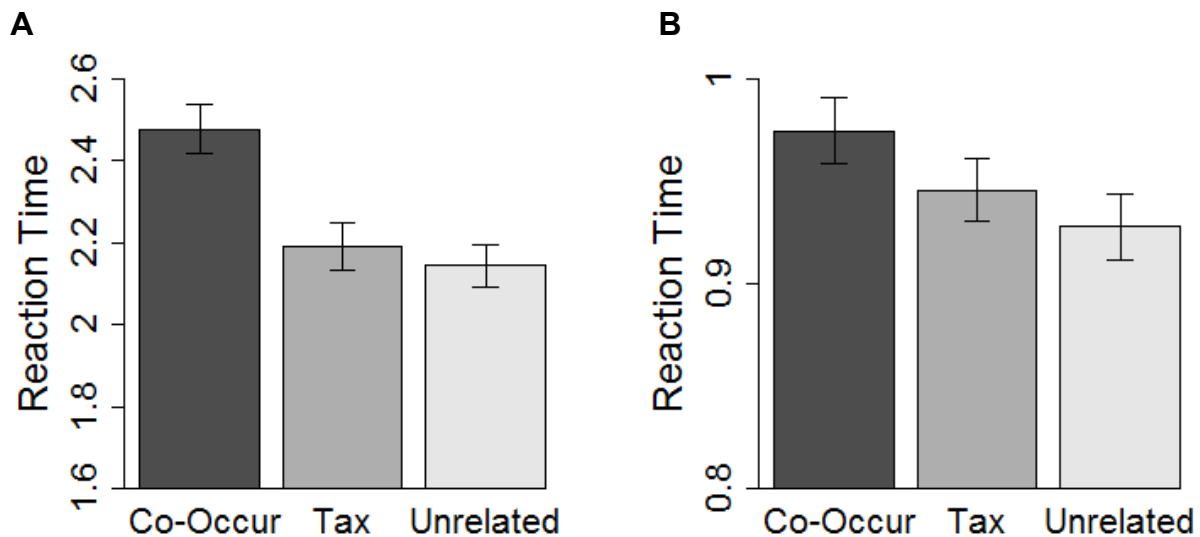 A
Reaction Time
2.6
2.4
2.2
2
1.8
1.6
Co-Occur Tax Unrelated
B
Reaction Time
1
0.9
0.8
Co-Occur Tax Unrelated